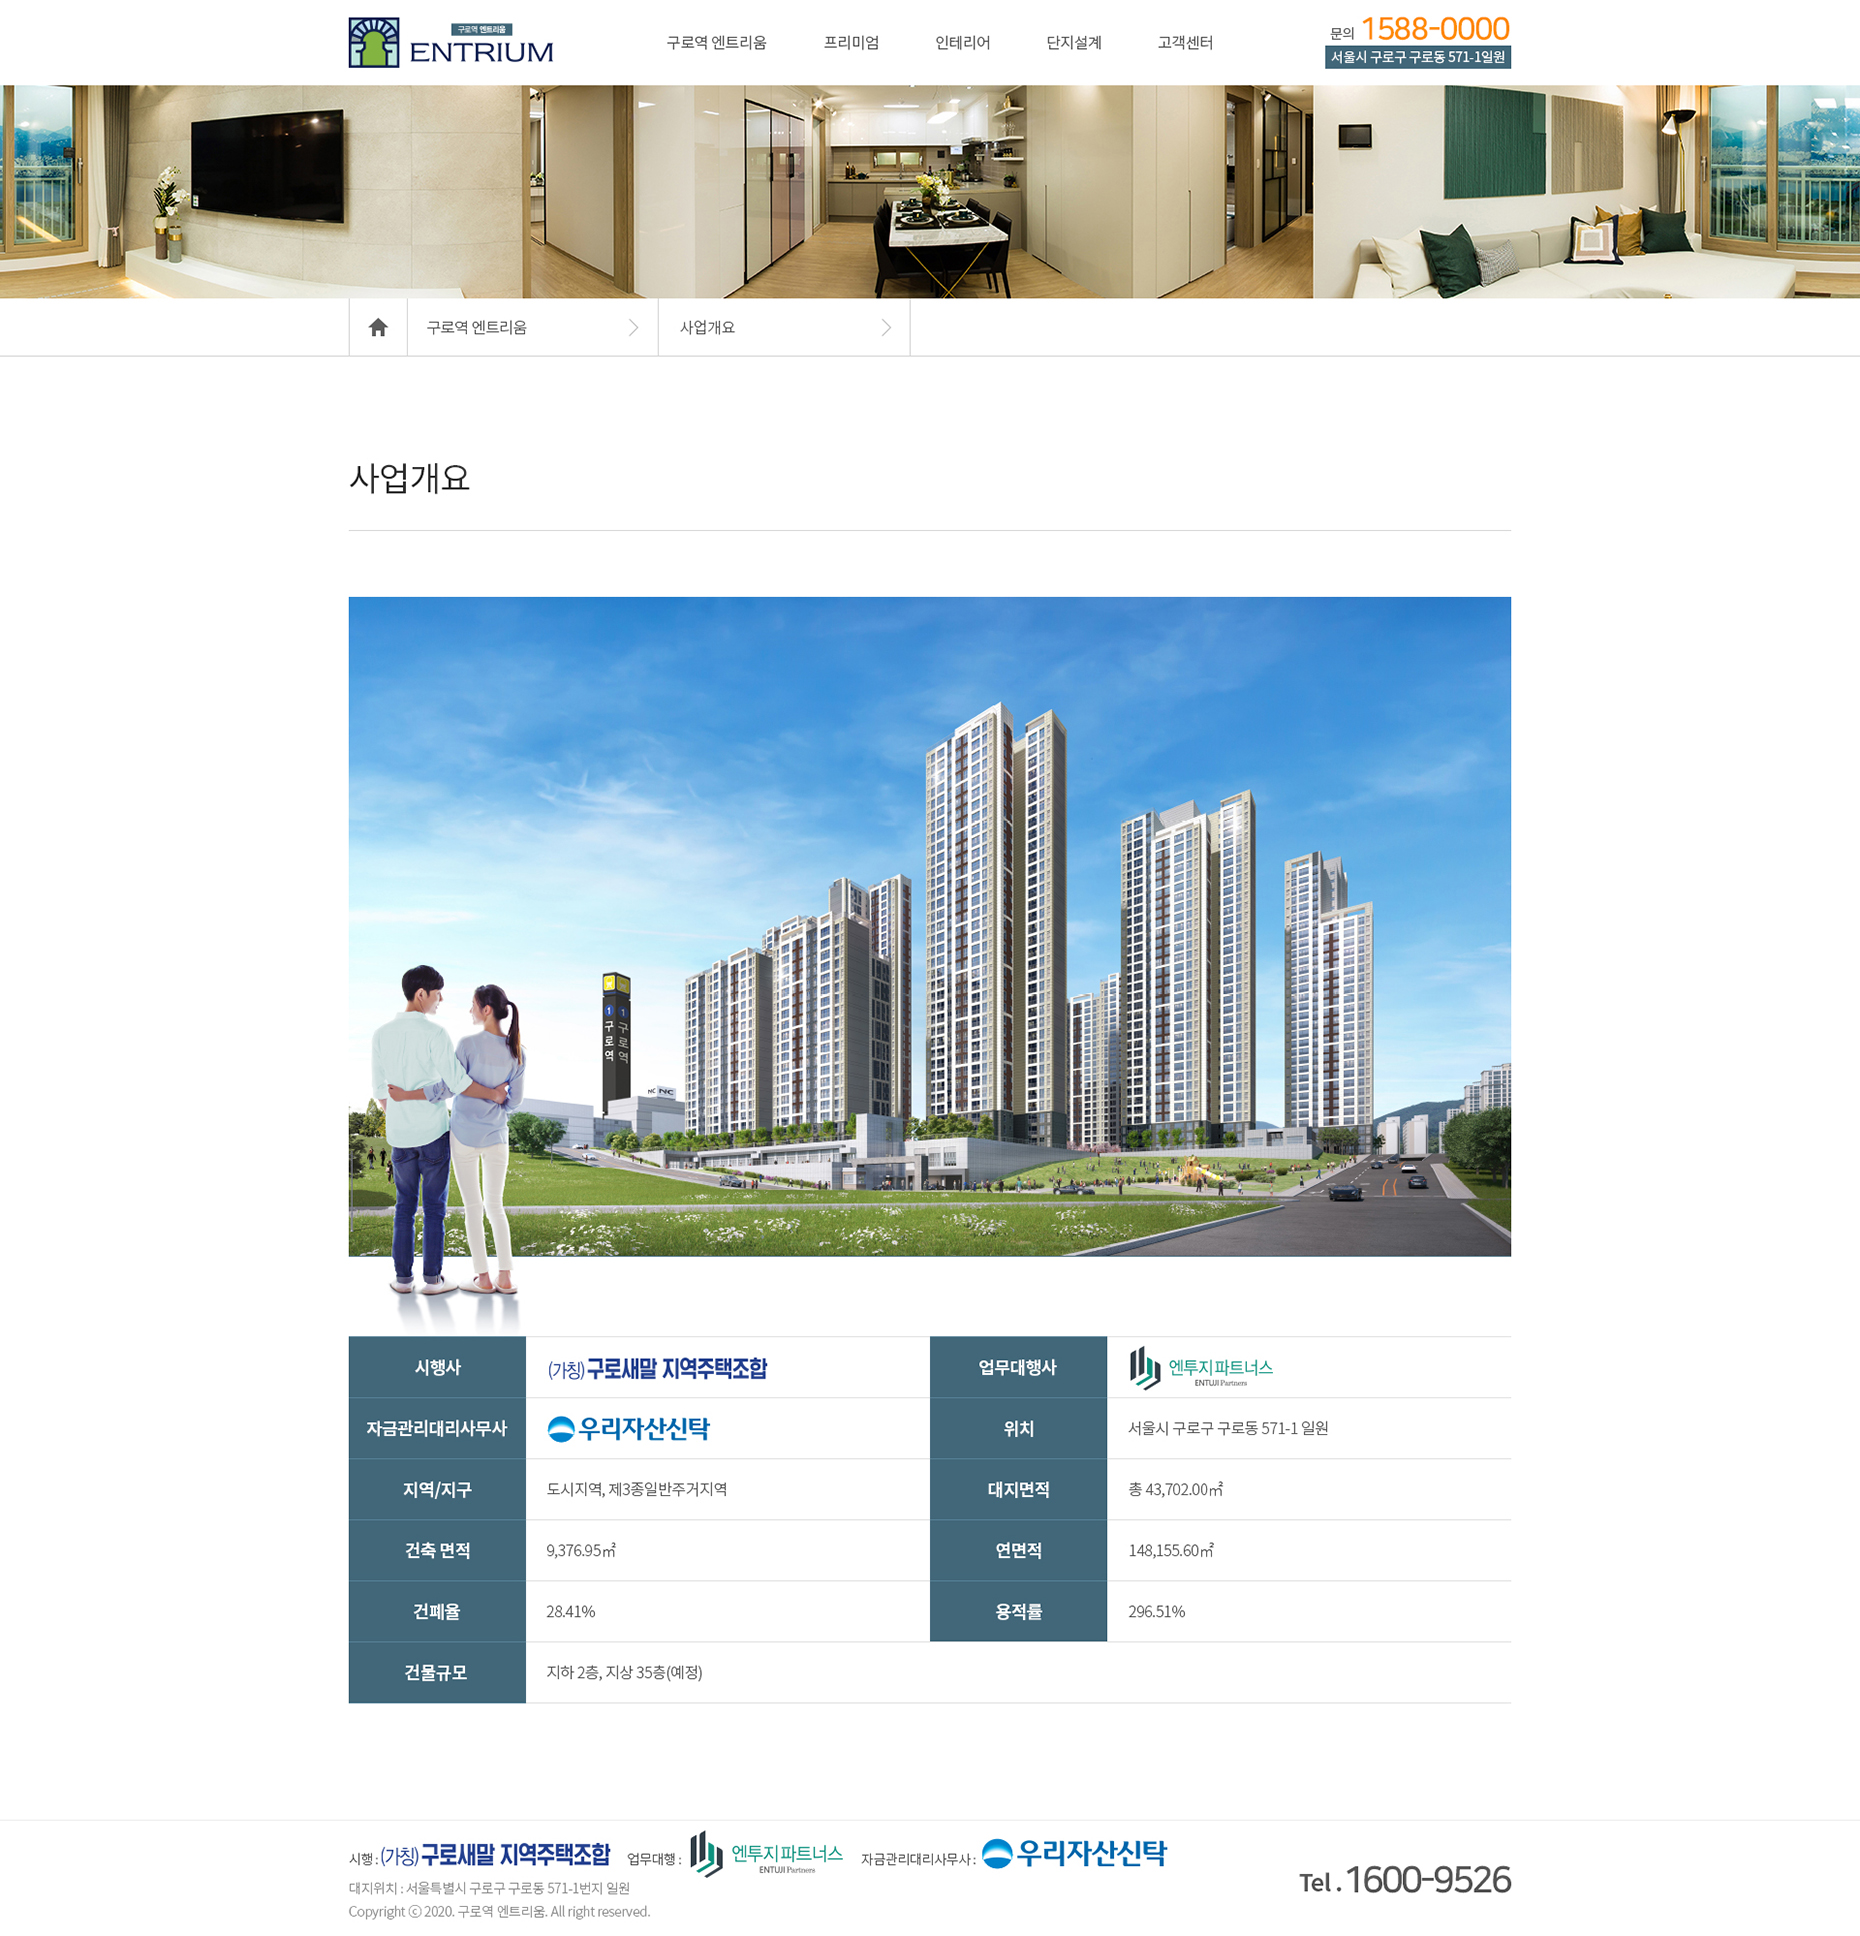 구로역 엔트리움
ENTRIUM
구로역 엔트리움 프리미엄 인테리어 단지설계 고객센터
문의 1588-0000
서울시 구로구 구로동 571-1일원
구로역 엔트리움
사업개요
사업개요
1 구로역
1 구로역
NC NC
시행사 (가칭)구로새말 지역주택조합 업무대행사 엔투지파트너스
ENTUJI Partners
자금관리대리사무사 우리자산신탁 위치 서울시 구로구 구로동 571-1 일원
지역/지구 도시지역, 제3종일반주거지역 대지면적 총 43,702.00㎡
건축 면적 9,376.95㎡ 연면적 148,155.60㎡
건폐율 28.41% 용적률 296.51%
건물규모 지하 2층, 지상 35층(예정)
시행 : (가칭)구로새말 지역주택조합 업무대행 : 엔투지파트너스 자금관리대리사무사 : 우리자산신탁
ENTUJI Partners
대지위치 : 서울특별시 구로구 구로동 571-1번지 일원
Copyright ⓒ 2020. 구로역 엔트리움. All right reserved.
Tel . 1600-9526